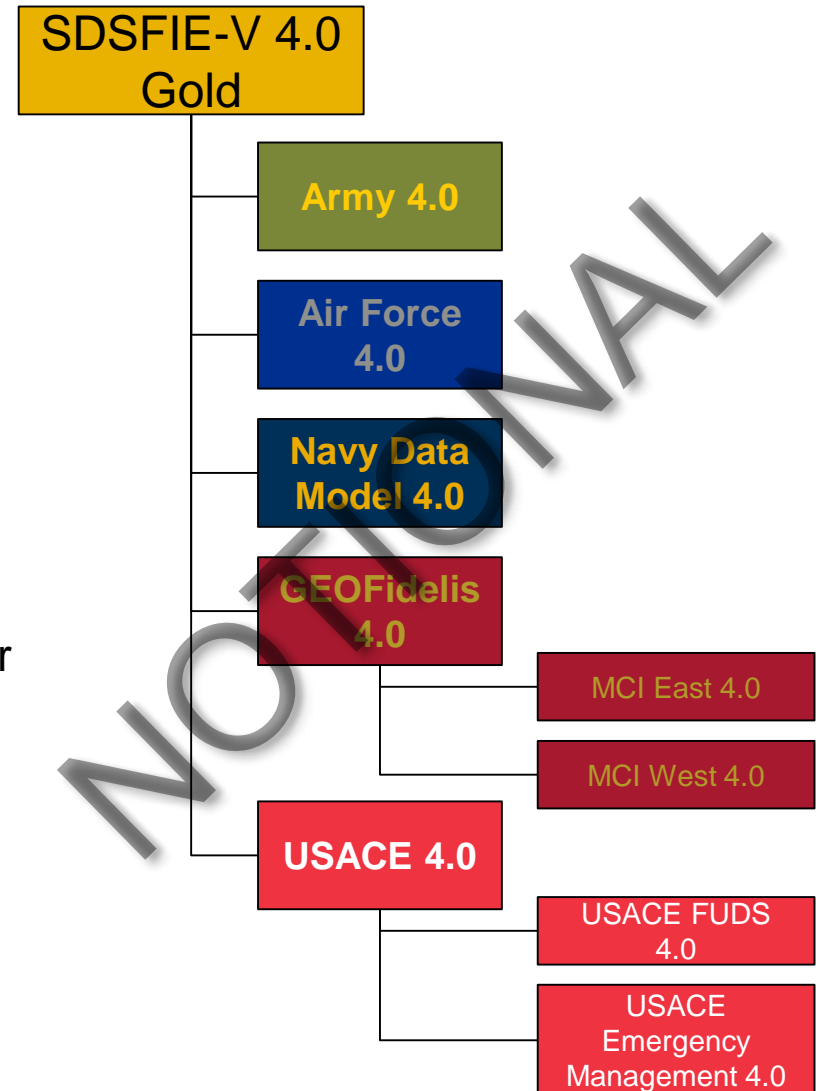 SDSFIE-V 4.0
Gold
Army 4.0
Air Force
4.0
Navy Data
Model 4.0
GEOFidelis
4.0
r
MCI East 4.0
MCI West 4.0
USACE 4.0
USACE FUDS
4.0
USACE
Emergency
Management 4.0
NOTIONAL